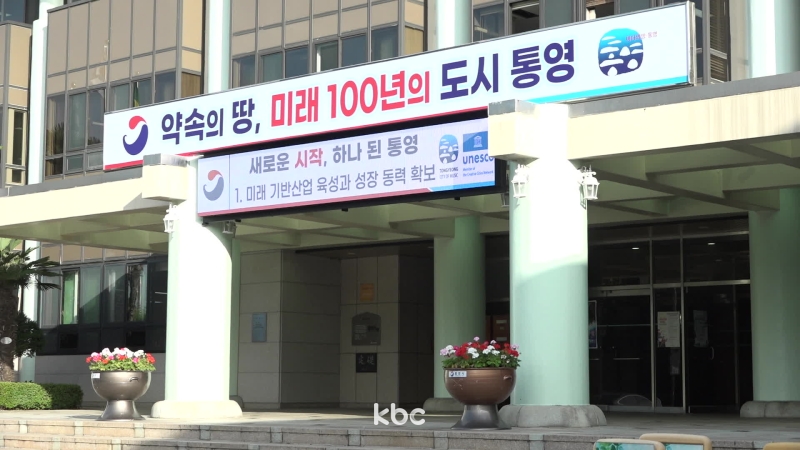 약속의 땅, 미래 100년의 도시 통영
새로운 시작, 하나 된 통영
1. 미래 기반산업 육성과 성장 동력 확보
TONGYEONG
unesco
kbc